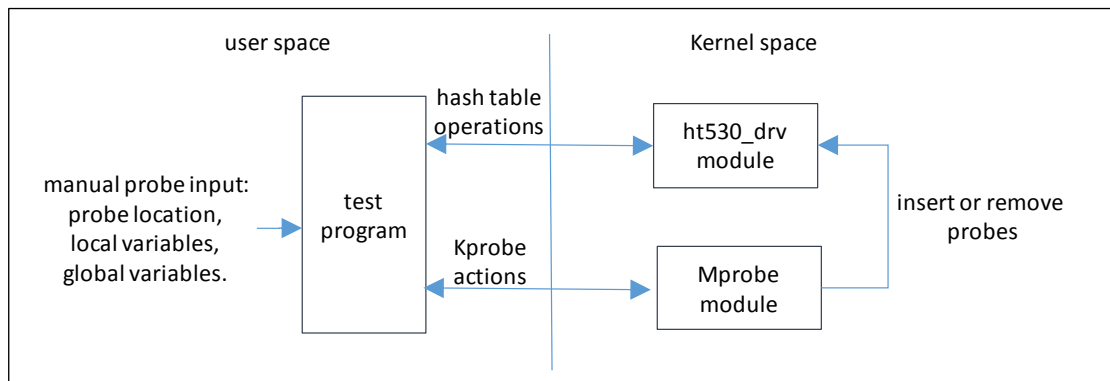 user space
Kernel space
hash table
operations
ht530_drv
module
manual probe input:
probe location,
local variables,
global variables.
test
program
insert or remove
probes
Kprobe
actions
Mprobe
module